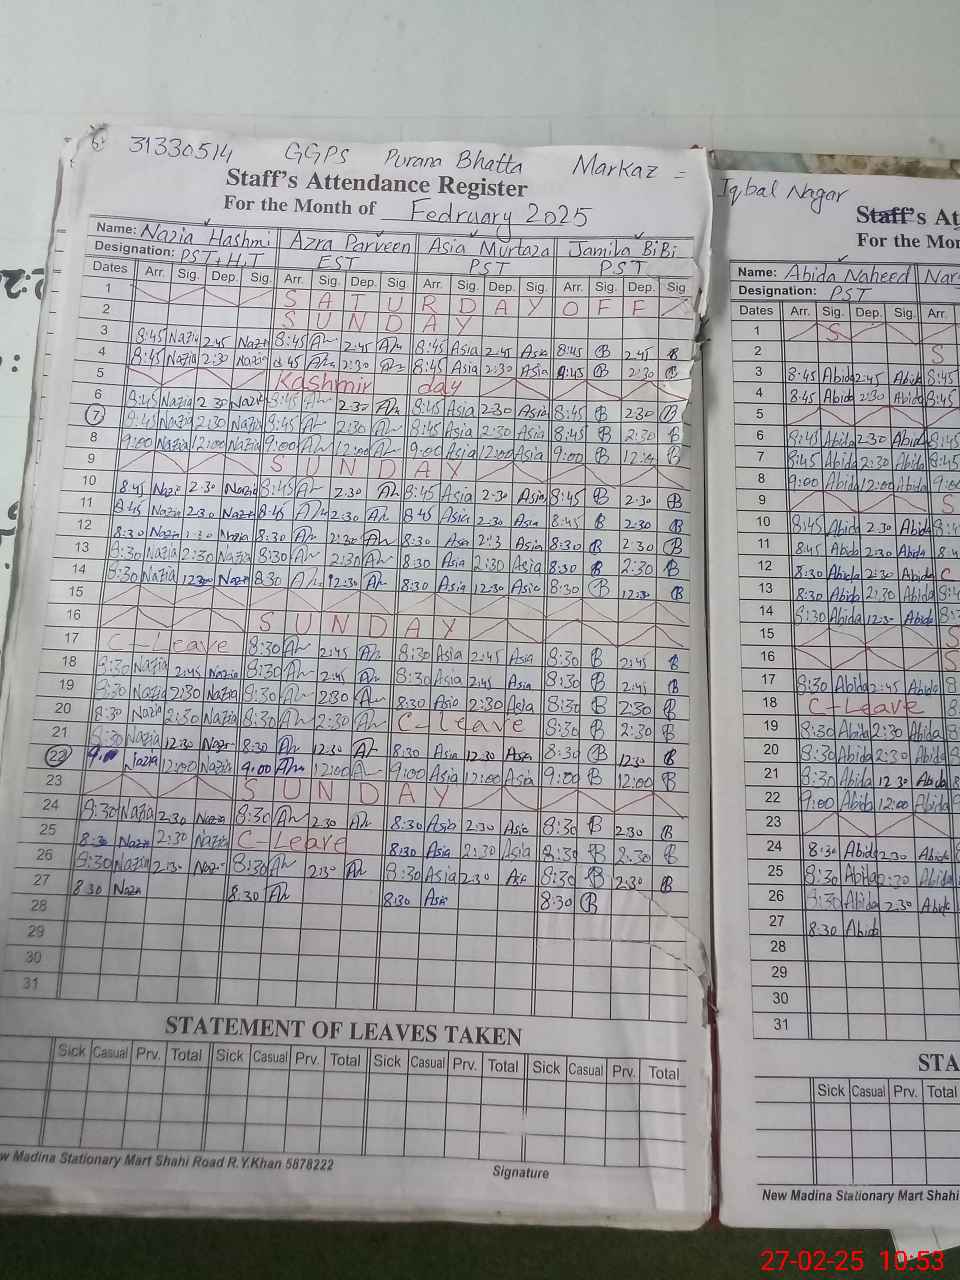 31330514 GGPS Purana Bhatta Markaz =
Staff's Attendance Register
For the Month of Fedruary 2025
Name: Nazia Hashmi Azra Parveen Asia Murtaza Jamila BiBi
Designation: PST+H,T EST PST PST
Dates Arr. Sig. Dep. Sig. Arr. Sig. Dep. Sig. Arr. Sig. Dep. Sig. Arr. Sig. Dep. Sig
1 SATURDAY OFF
2 SUNDAY
3 8:45 Nazia 2:45 Nazi 8:45 2:45 8:45 Asia 2:45 Asia 8:45 B 2:45 B
4 8:45 Nazia 2:30 Nazi 8:45 2:30 8:45 Asia 2:30 Asia 8:45 B 2:30 B
5 Kashmir day
6 8:45 Nazia 2:30 Nazi 8:45 2:30 8:45 Asia 2:30 Asia 8:45 B 2:30 B
7 8:45 Nazia 2:30 Nazia 8:45 2:30 8:45 Asia 2:30 Asia 8:45 B 2:30 B
8 9:00 Nazia 12:00 Nazia 9:00 12:00 9:00 Asia 12:00 Asia 9:00 B B
9 SUNDAY
10 8:45 2:30 Nazia 8:45 2:30 8:45 Asia 2:30 Asia 8:45 B 2:30 B
11 8:45 2:30 8:45 2:30 8:45 Asia 2:30 Asia 8:45 B 2:30 B
12 8:30 Nazia 8:30 2:30 8:30 Asia 2:3 Asia 8:30 B 2:30 B
13 8:30 Nazia 2:30 Nazia 8:30 2:30 8:30 Asia 2:30 Asia 8:30 B 2:30 B
14 8:30 Nazia 12:30 8:30 12:30 8:30 Asia 12:30 Asia 8:30 B 12:30 B
15
16 SUNDAY
17 C-Leave 8:30 2:45 8:30 Asia 2:45 Asia 8:30 B 2:45 B
18 8:30 Nazia 2:45 Nazia 8:30 2:45 8:30 Asia 2:45 Asia 8:30 B 2:45 B
19 8:30 Nazia 2:30 Nazia 8:30 2:30 8:30 Asia 2:30 Asia 8:30 B 2:30 B
20 8:30 Nazia 2:30 Nazia 8:30 2:30 C-Leave 8:30 B 2:30 B
21 8:30 Nazia 12:30 8:30 12:30 8:30 Asia 12:30 Asia 8:30 B 12:30 B
22 Nazia 12:00 Nazia 9:00 12:00 9:00 Asia 12:00 Asia 9:00 B 12:00 B
23 SUNDAY
24 8:30 Nazia 2:30 Nazia 8:30 2:30 8:30 Asia 2:30 Asia 8:30 B 2:30 B
25 8:30 2:30 Nazia C-Leave 8:30 Asia 2:30 Asia 8:30 B 2:30 B
26 8:30 Nazia 2:30 8:30 2:30 8:30 Asia 2:30 8:30 B 2:30 B
27 8:30 8:30 8:30 Asia 8:30 B
28
29
30
31
STATEMENT OF LEAVES TAKEN
Sick Casual Prv. Total Sick Casual Prv. Total Sick Casual Prv. Total Sick Casual Prv. Total
w Madina Stationary Mart Shahi Road R.Y.Khan 5878222 Signature
Iqbal Nagar
Staff's At
For the Mon
Name: Abida Naheed Nar
Designation: PST
Dates Arr. Sig. Dep. Sig. Arr.
1 S
2 S
3 8:45 Abida 2:45 Abida 8:45
4 8:45 Abida 2:30 Abida 8:45
5
6 8:45 Abida 2:30 Abida 8:45
7 8:45 Abida 2:30 Abida 8:45
8 9:00 Abida 12:00 Abida 9:0
9 S
10 8:45 Abida 2:30 Abida 8:4
11 8:45 Abida 2:30 Abida 8:4
12 8:30 Abida 2:30 Abida C
13 8:30 Abida 2:30 Abida 8:
14 8:30 Abida 12:30 Abida 8:
15 S
16 S
17 8:30 Abida 2:45 Abida 8
18 C-Leave 8
19 8:30 Abida 2:30 Abida 8
20 8:30 Abida 2:30 Abida 8
21 8:30 Abida 12:30 Abida 8
22 9:00 Abida 12:00 Abida
23
24 8:30 Abida 2:30 Abida
25 8:30 Abida 2:30 Abida
26 8:30 Abida 2:30 Abida
27 8:30 Abida
28
29
30
31
STA
Sick Casual Prv. Total
New Madina Stationary Mart Shahi
27-02-25 10:53